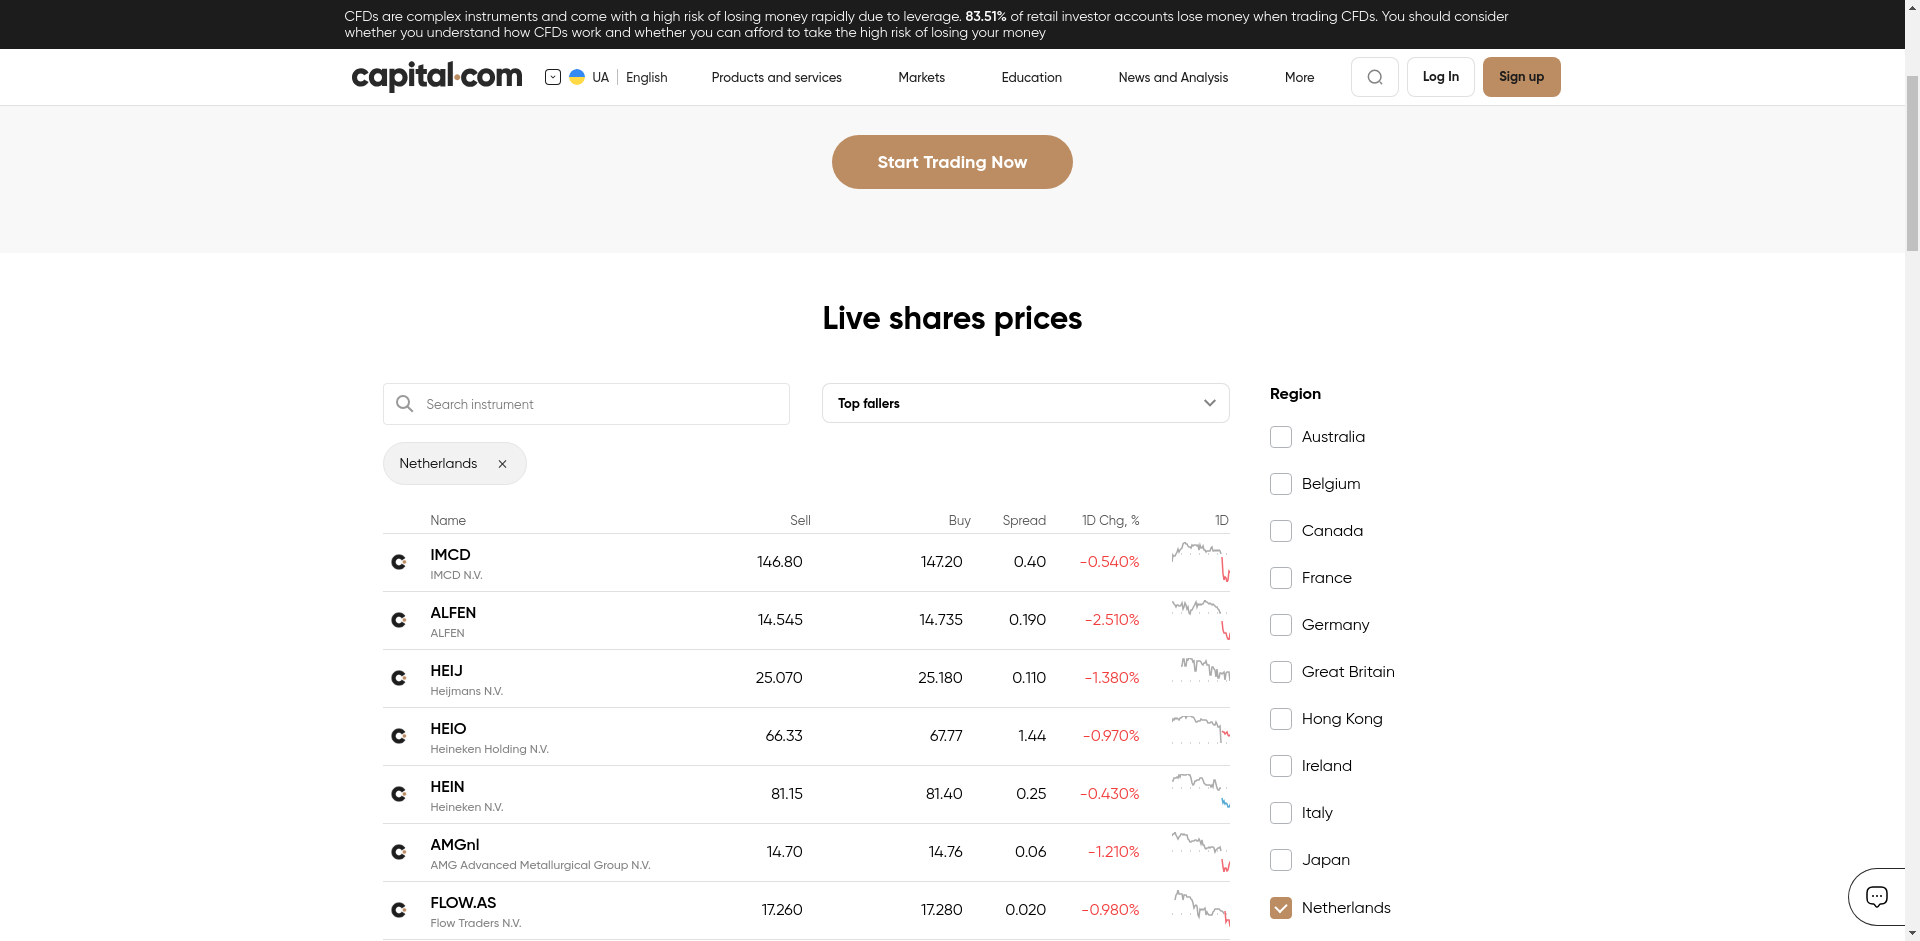 CFDs are complex instruments and come with a high risk of losing money rapidly due to leverage. 83.51% of retail investor accounts lose money when trading CFDs. You should consider
whether you understand how CFDs work and whether you can afford to take the high risk of losing your money
capital.com
UA English
Products and services
Markets
Education
News and Analysis
More
Log In
Sign up
Start Trading Now
Live shares prices
Search instrument
Top fallers
Netherlands
Name Sell Buy Spread 1D Chg, % 1D
IMCD 146.80 147.20 0.40 -0.540%
IMCD N.V.
ALFEN 14.545 14.735 0.190 -2.510%
ALFEN
HEIJ 25.070 25.180 0.110 -1.380%
Heijmans N.V.
HEIO 66.33 67.77 1.44 -0.970%
Heineken Holding N.V.
HEIN 81.15 81.40 0.25 -0.430%
Heineken N.V.
AMGnl 14.70 14.76 0.06 -1.210%
AMG Advanced Metallurgical Group N.V.
FLOW.AS 17.260 17.280 0.020 -0.980%
Flow Traders N.V.
Region
Australia
Belgium
Canada
France
Germany
Great Britain
Hong Kong
Ireland
Italy
Japan
Netherlands